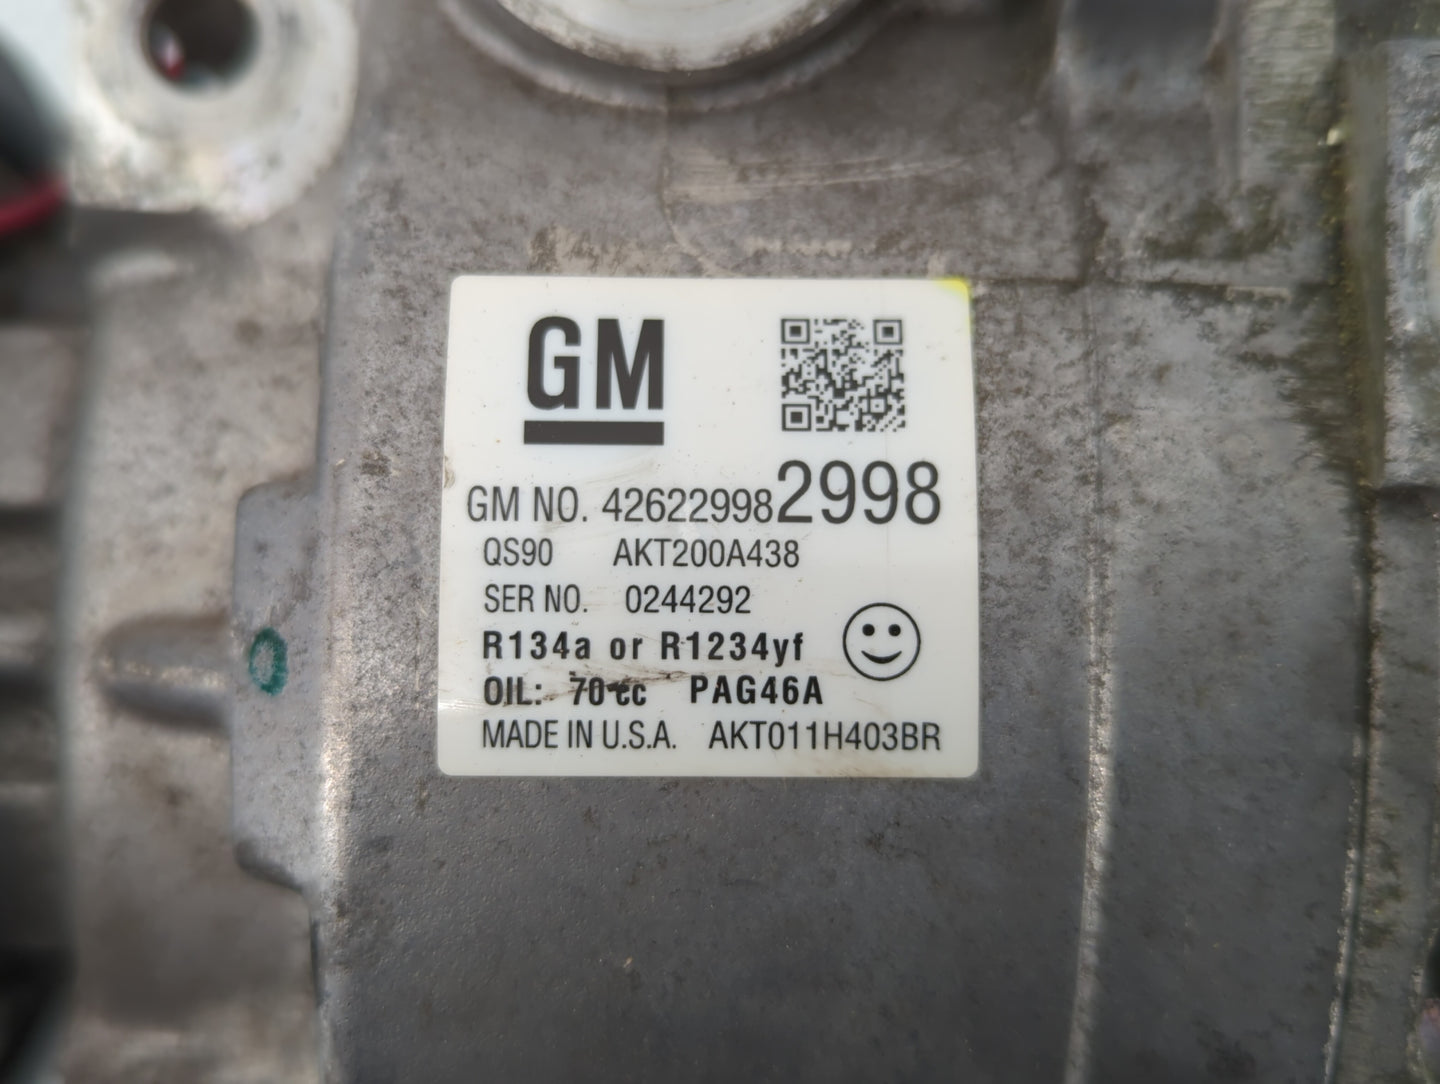 GM
GM NO. 42622998 2998
QS90 AKT200A438
SER NO. 0244292
R134a or R1234yf
OIL: 70 cc PAG46A
MADE IN U.S.A. AKT011H403BR